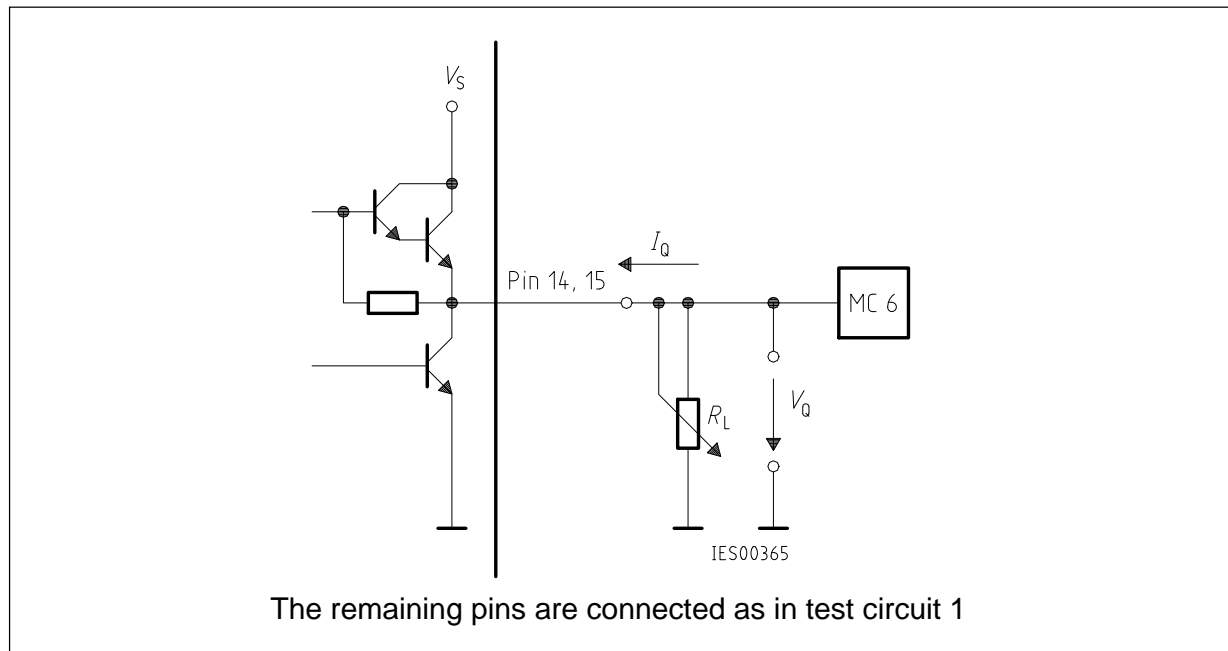 V_S
I_Q
Pin 14, 15
MC 6
R_L
V_Q
IES00365
The remaining pins are connected as in test circuit 1